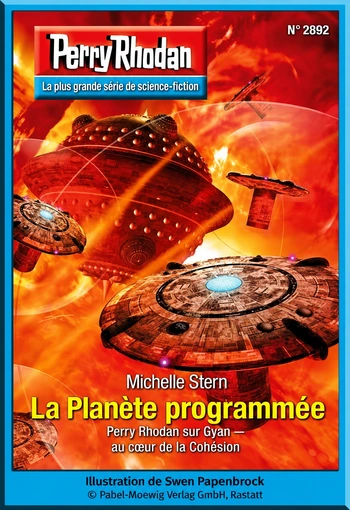 N° 2892
Perry Rhodan
La plus grande série de science-fiction
Michelle Stern
La Planète programmée
Perry Rhodan sur Gyan —
au cœur de la Cohésion
Illustration de Swen Papenbrock
© Pabel-Moewig Verlag GmbH, Rastatt